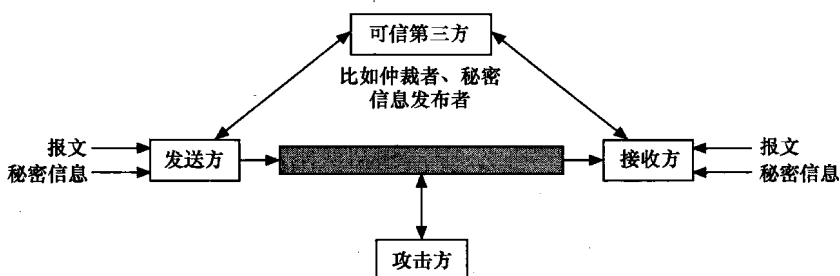 可信第三方
比如仲裁者、秘密
信息发布者
报文
秘密信息
发送方
接收方
报文
秘密信息
攻击方